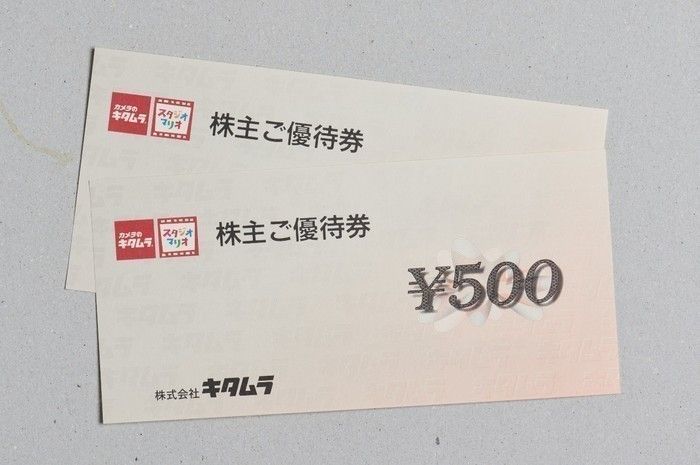 カメラの
キタムラ
スタジオ
マリオ
株主ご優待券
カメラの
キタムラ
スタジオ
マリオ
株主ご優待券
¥500
株式会社キタムラ